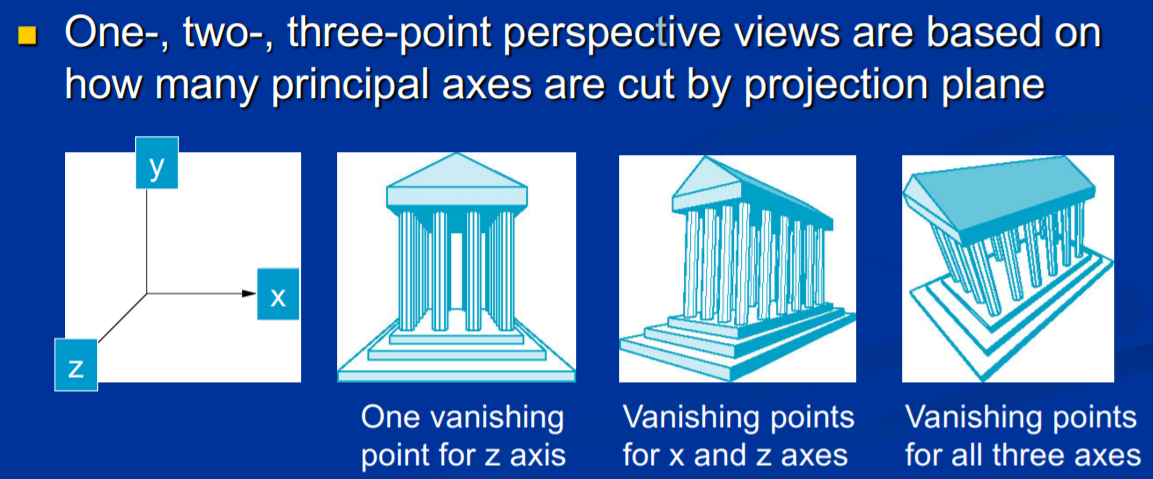 One-, two-, three-point perspective views are based on
how many principal axes are cut by projection plane
y
x
z
One vanishing
point for z axis
Vanishing points
for x and z axes
Vanishing points
for all three axes